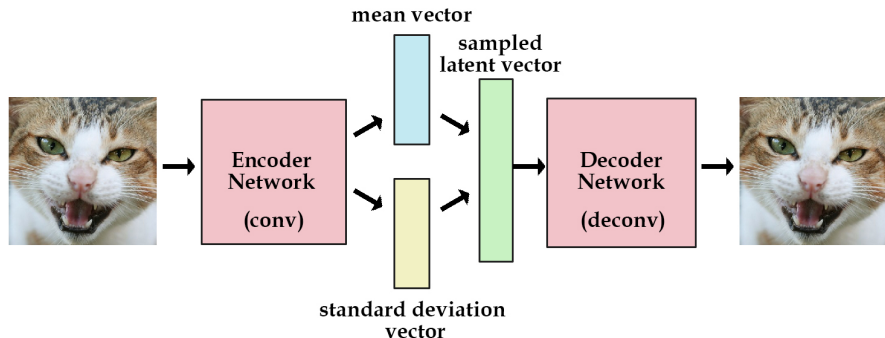 mean vector
sampled
latent vector
Encoder
Network
(conv)
Decoder
Network
(deconv)
standard deviation
vector